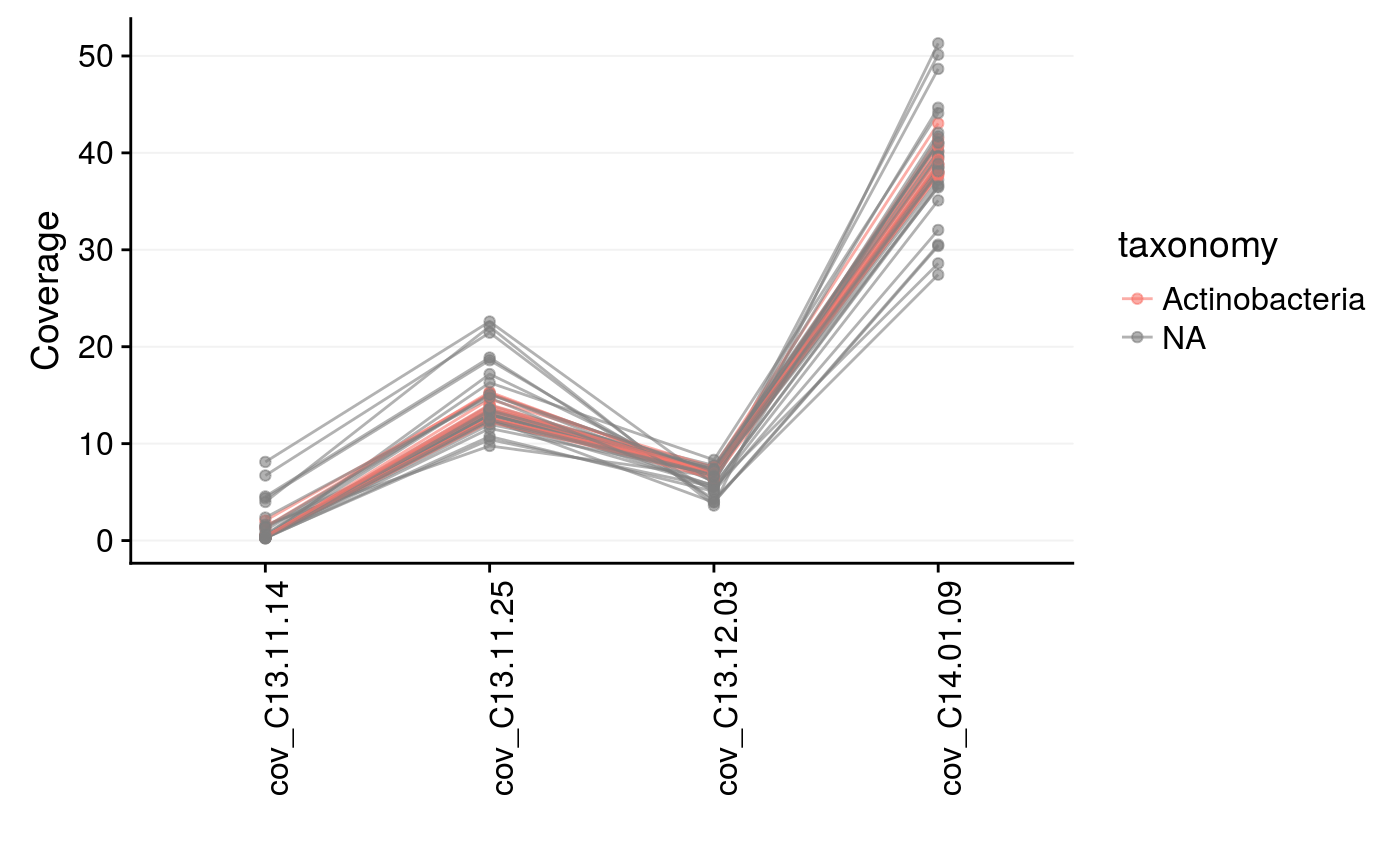 50
40
30
20
10
0
Coverage
cov_C13.11.14
cov_C13.11.25
cov_C13.12.03
cov_C14.01.09
taxonomy
Actinobacteria
NA